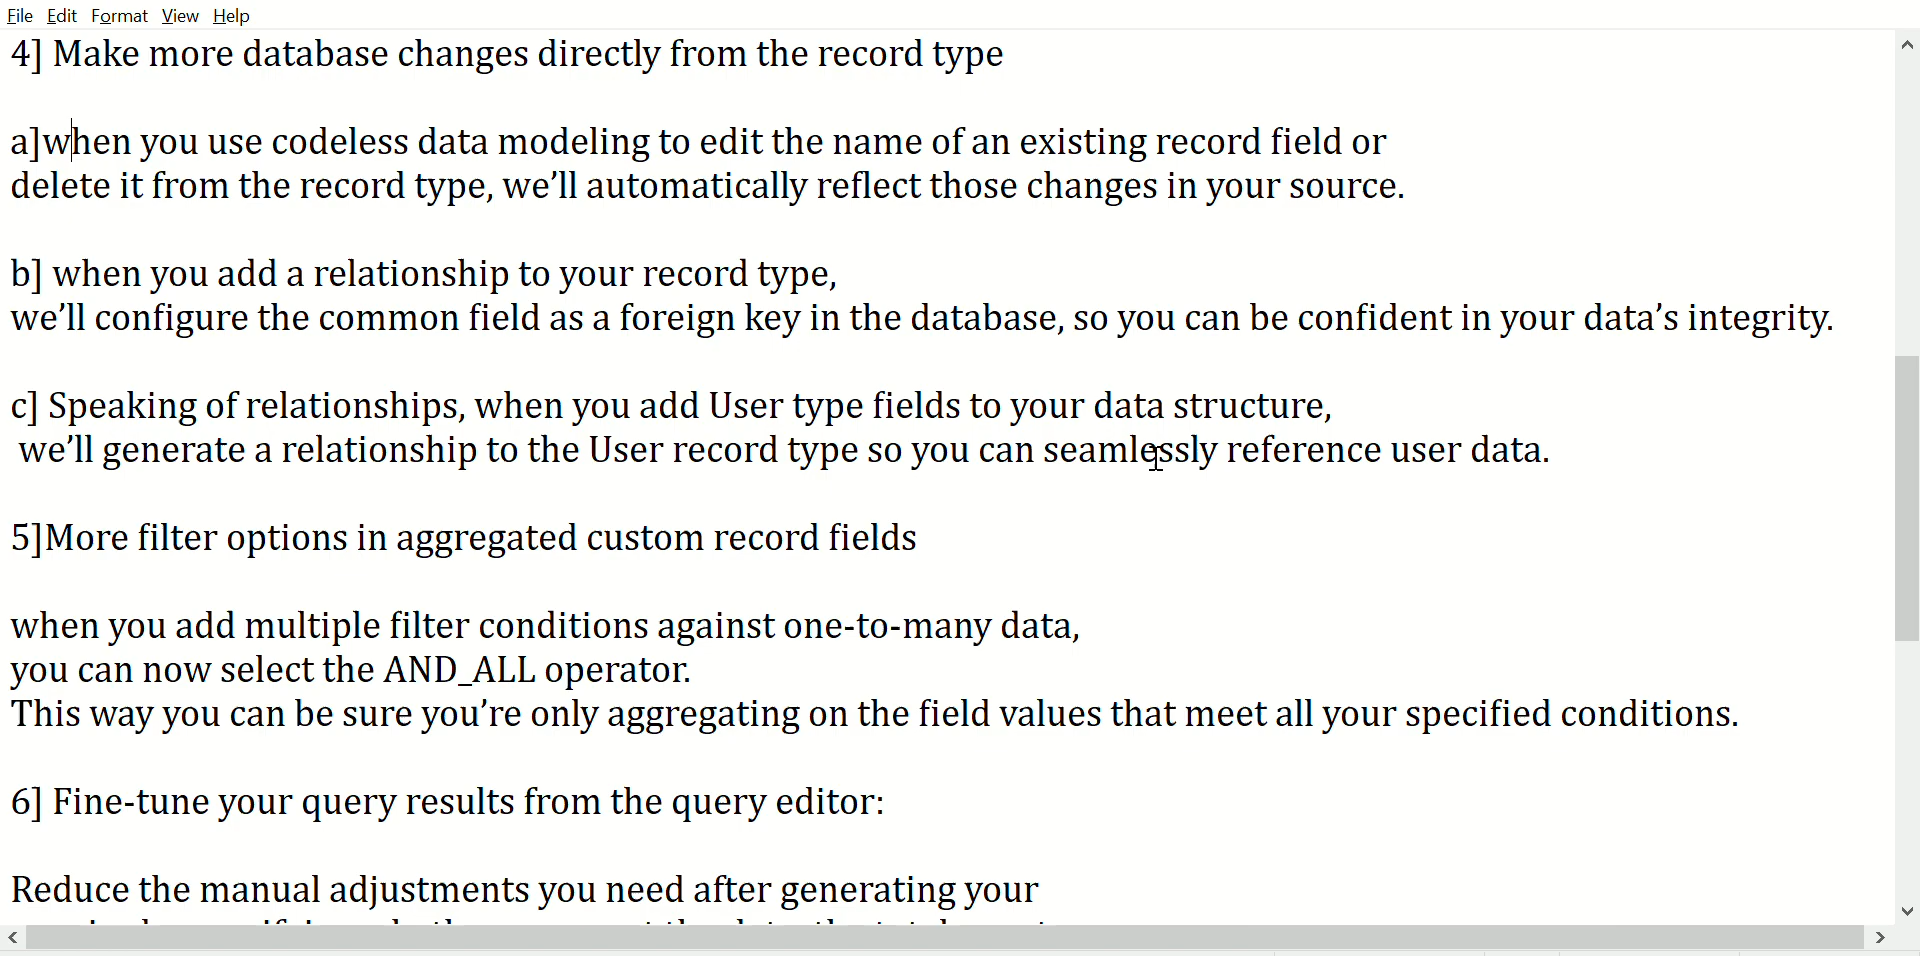 File Edit Format View Help
4] Make more database changes directly from the record type
a]when you use codeless data modeling to edit the name of an existing record field or
delete it from the record type, we’ll automatically reflect those changes in your source.
b] when you add a relationship to your record type,
we’ll configure the common field as a foreign key in the database, so you can be confident in your data’s integrity.
c] Speaking of relationships, when you add User type fields to your data structure,
we’ll generate a relationship to the User record type so you can seamlessly reference user data.
5]More filter options in aggregated custom record fields
when you add multiple filter conditions against one-to-many data,
you can now select the AND_ALL operator.
This way you can be sure you’re only aggregating on the field values that meet all your specified conditions.
6] Fine-tune your query results from the query editor:
Reduce the manual adjustments you need after generating your